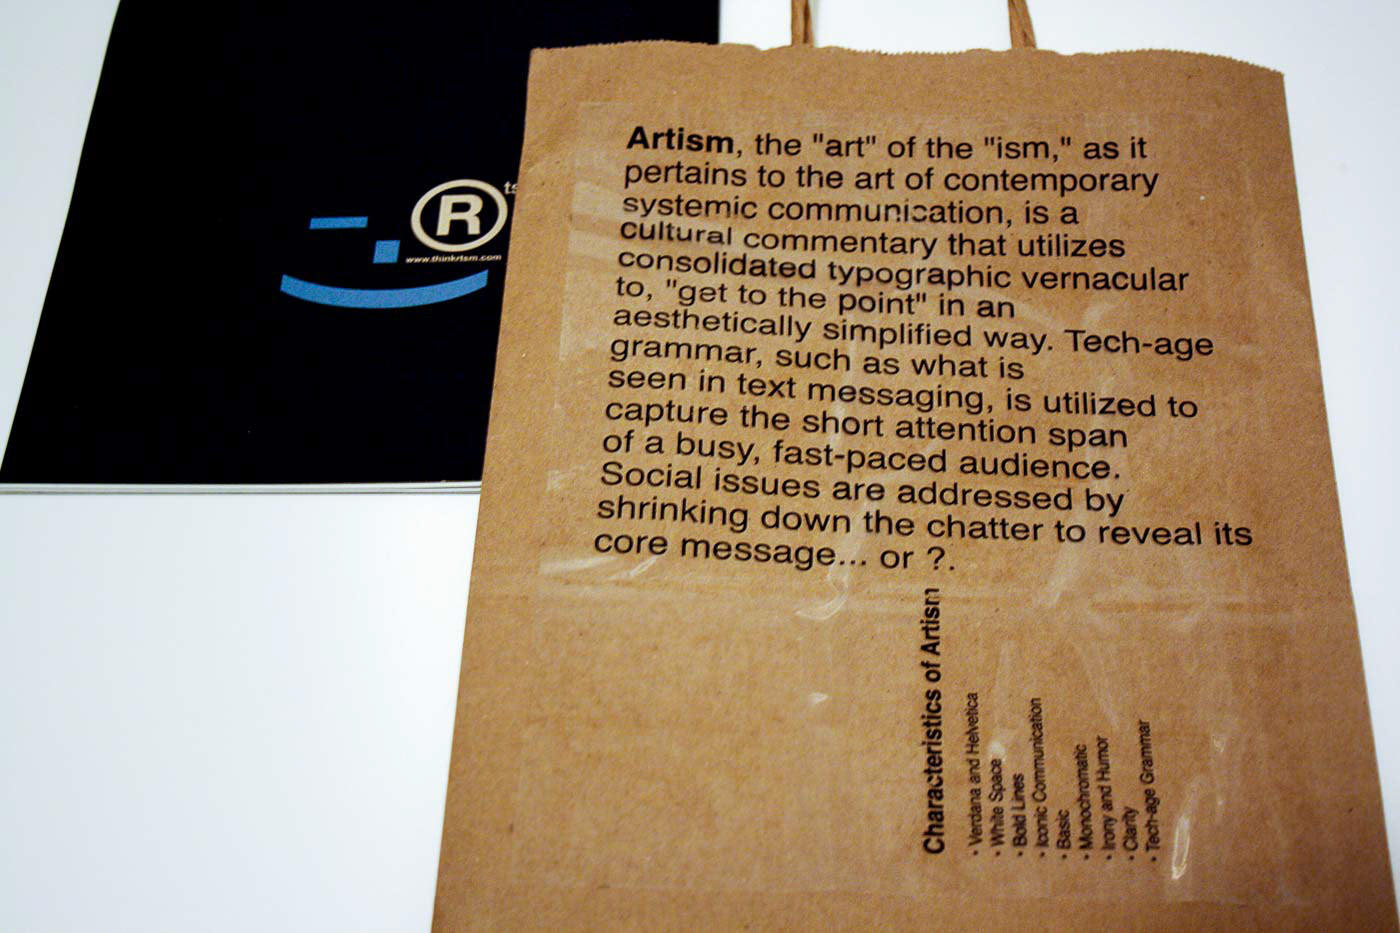 ®
ts
www.thinkrtsm.com
Artism, the "art" of the "ism," as it
pertains to the art of contemporary
systemic communication, is a
cultural commentary that utilizes
consolidated typographic vernacular
to, "get to the point" in an
aesthetically simplified way. Tech-age
grammar, such as what is
seen in text messaging, is utilized to
capture the short attention span
of a busy, fast-paced audience.
Social issues are addressed by
shrinking down the chatter to reveal its
core message... or ?.
Characteristics of Artism
• Verdana and Helvetica
• White Space
• Bold Lines
• Iconic Communication
• Basic
• Monochromatic
• Irony and Humor
• Clarity
• Tech-age Grammar